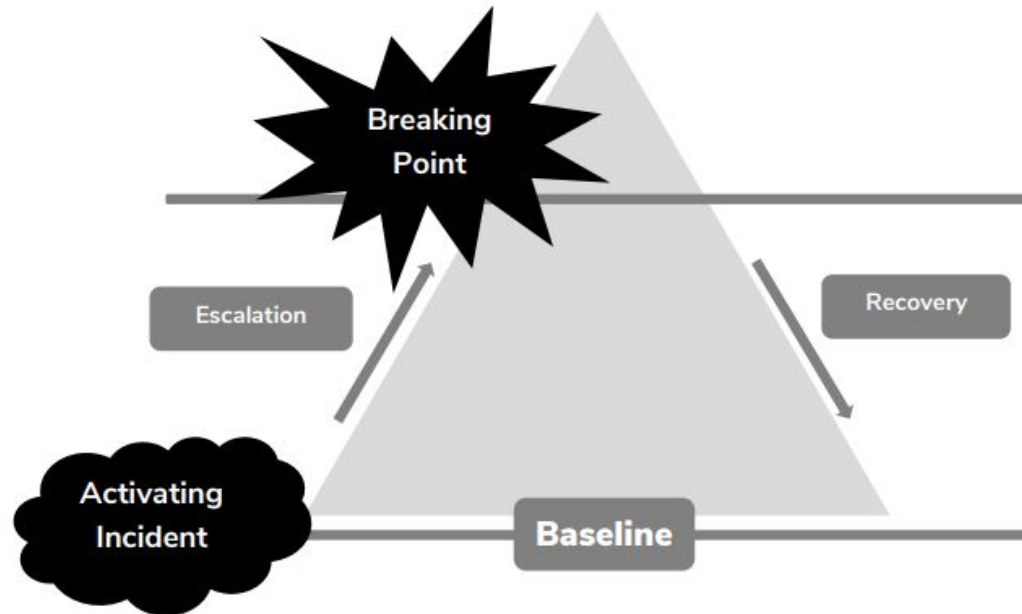 Breaking
Point
Escalation
Recovery
Activating
Incident
Baseline